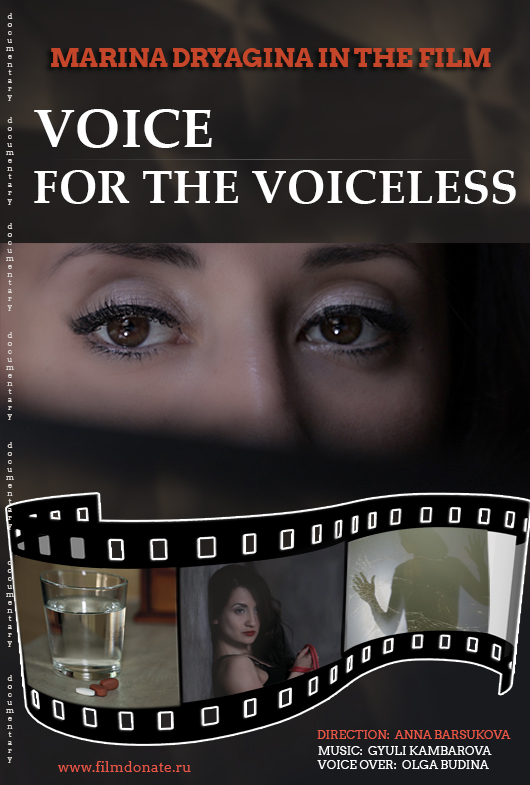 MARINA DRYAGINA IN THE FILM
VOICE
FOR THE VOICELESS
documentary
documentary
documentary
documentary
documentary
documentary
documentary
DIRECTION: ANNA BARSUKOVA
MUSIC: GYULI KAMBAROVA
VOICE OVER: OLGA BUDINA
www.filmdonate.ru